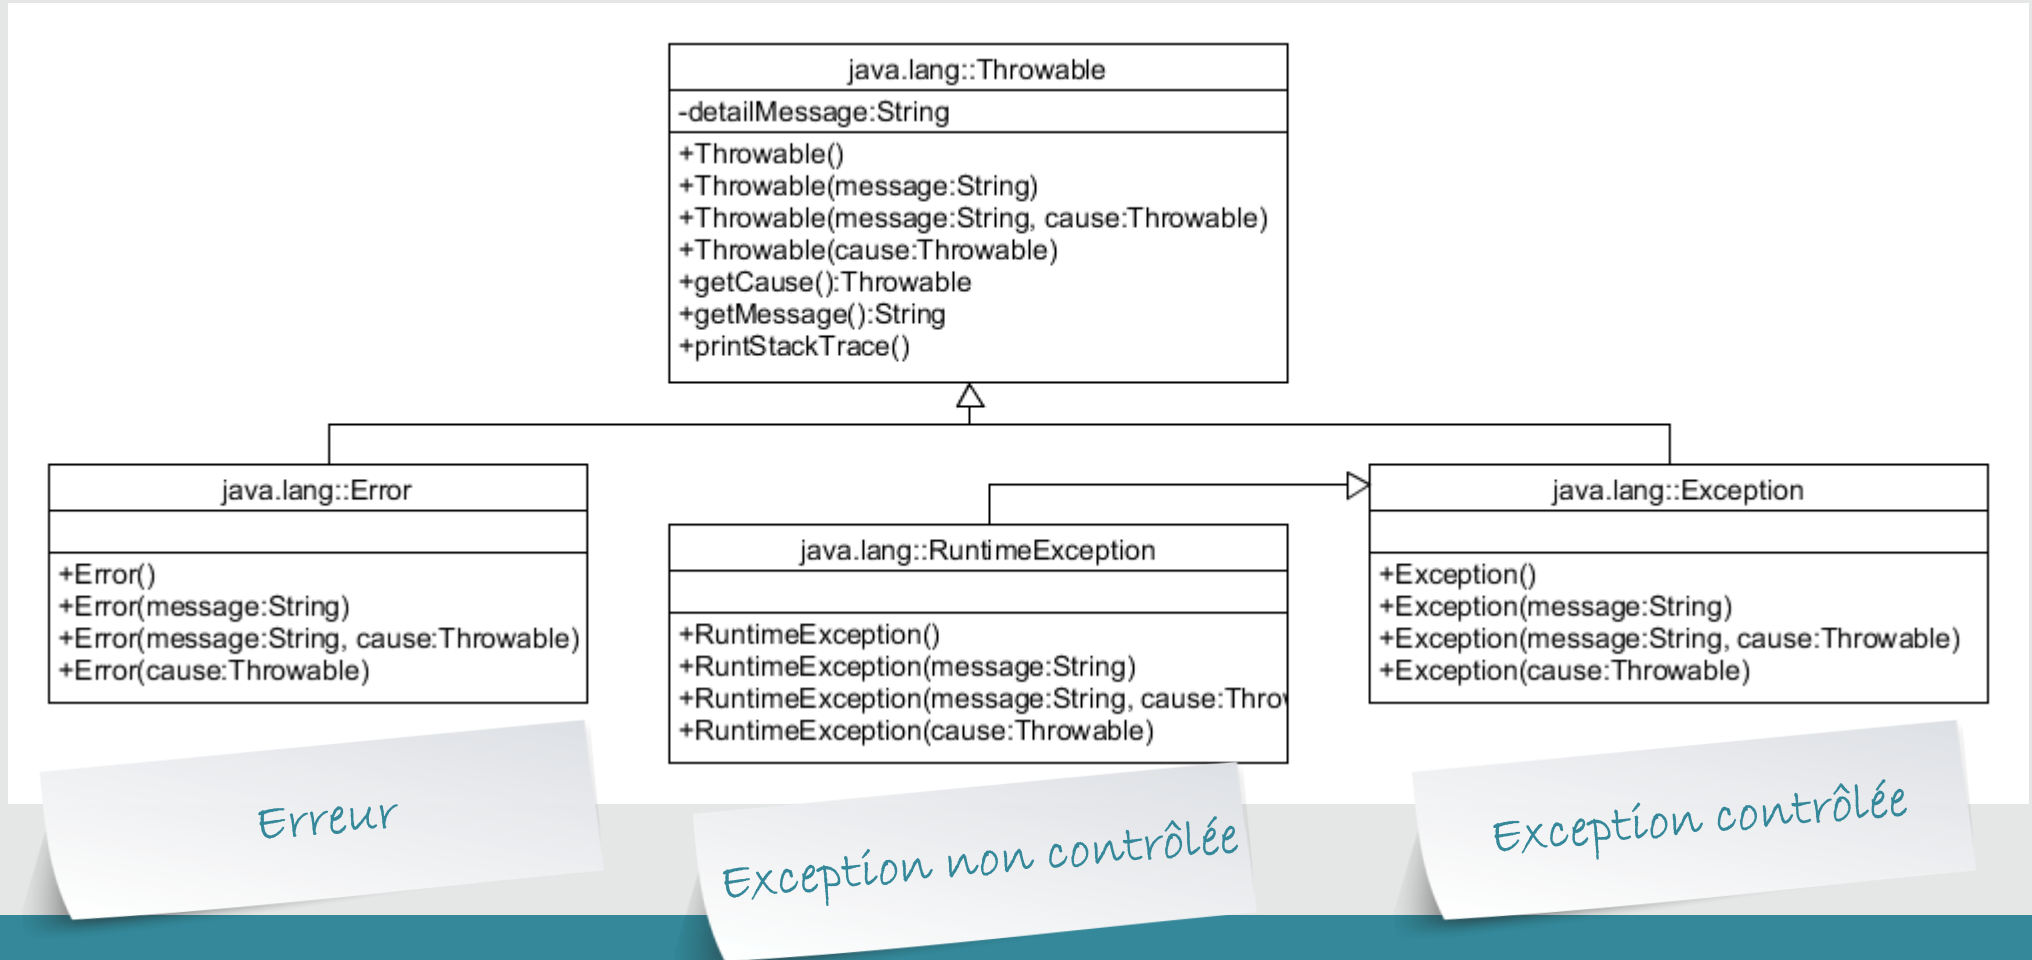 java.lang::Throwable
-detailMessage:String
+Throwable()
+Throwable(message:String)
+Throwable(message:String, cause:Throwable)
+Throwable(cause:Throwable)
+getCause():Throwable
+getMessage():String
+printStackTrace()
java.lang::Error
+Error()
+Error(message:String)
+Error(message:String, cause:Throwable)
+Error(cause:Throwable)
java.lang::RuntimeException
+RuntimeException()
+RuntimeException(message:String)
+RuntimeException(message:String, cause:Thro
+RuntimeException(cause:Throwable)
java.lang::Exception
+Exception()
+Exception(message:String)
+Exception(message:String, cause:Throwable)
+Exception(cause:Throwable)
Erreur
Exception non contrôlée
Exception contrôlée